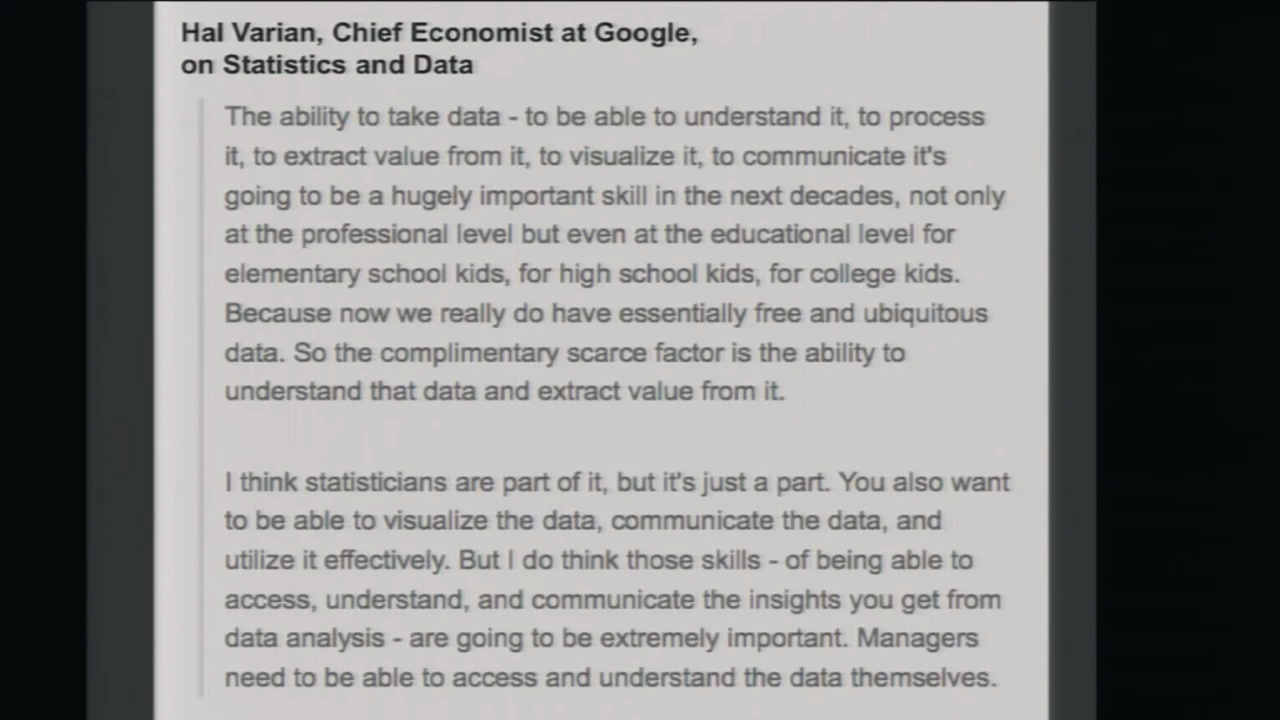 Hal Varian, Chief Economist at Google,
on Statistics and Data
The ability to take data - to be able to understand it, to process
it, to extract value from it, to visualize it, to communicate it's
going to be a hugely important skill in the next decades, not only
at the professional level but even at the educational level for
elementary school kids, for high school kids, for college kids.
Because now we really do have essentially free and ubiquitous
data. So the complimentary scarce factor is the ability to
understand that data and extract value from it.
I think statisticians are part of it, but it's just a part. You also want
to be able to visualize the data, communicate the data, and
utilize it effectively. But I do think those skills - of being able to
access, understand, and communicate the insights you get from
data analysis - are going to be extremely important. Managers
need to be able to access and understand the data themselves.